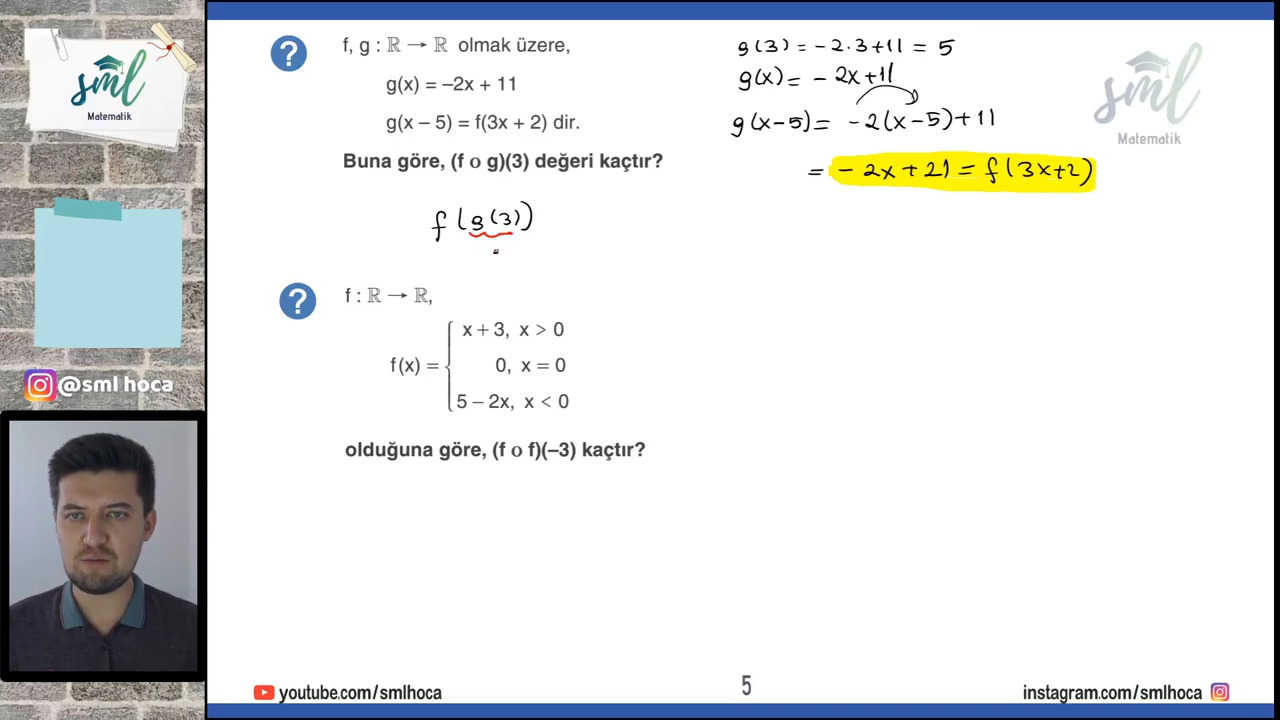 sml
Matematik
@sml hoca
f, g : ℝ → ℝ olmak üzere,
g(x) = –2x + 11
g(x – 5) = f(3x + 2) dir.
Buna göre, (f o g)(3) değeri kaçtır?
f(g(3))
g(3) = -2·3+11 = 5
g(x) = -2x+11
g(x-5) = -2(x-5)+11
= -2x+21 = f(3x+2)
sml
Matematik
f : ℝ → ℝ,
f(x) = { x + 3, x > 0
0, x = 0
5 – 2x, x < 0
olduğuna göre, (f o f)(–3) kaçtır?
youtube.com/smlhoca
5
instagram.com/smlhoca